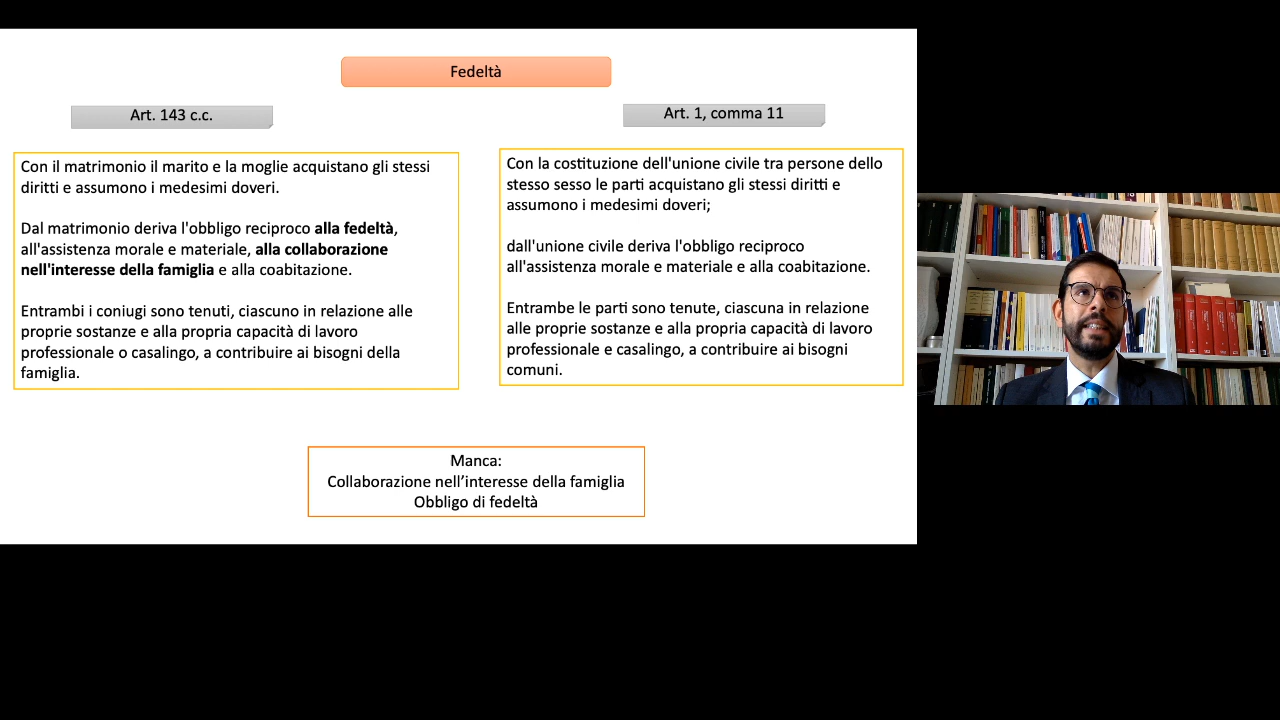 Fedeltà
Art. 143 c.c.
Con il matrimonio il marito e la moglie acquistano gli stessi
diritti e assumono i medesimi doveri.
Dal matrimonio deriva l'obbligo reciproco alla fedeltà,
all'assistenza morale e materiale, alla collaborazione
nell'interesse della famiglia e alla coabitazione.
Entrambi i coniugi sono tenuti, ciascuno in relazione alle
proprie sostanze e alla propria capacità di lavoro
professionale o casalingo, a contribuire ai bisogni della
famiglia.
Art. 1, comma 11
Con la costituzione dell'unione civile tra persone dello
stesso sesso le parti acquistano gli stessi diritti e
assumono i medesimi doveri;
dall'unione civile deriva l'obbligo reciproco
all'assistenza morale e materiale e alla coabitazione.
Entrambe le parti sono tenute, ciascuna in relazione
alle proprie sostanze e alla propria capacità di lavoro
professionale e casalingo, a contribuire ai bisogni
comuni.
Manca:
Collaborazione nell’interesse della famiglia
Obbligo di fedeltà